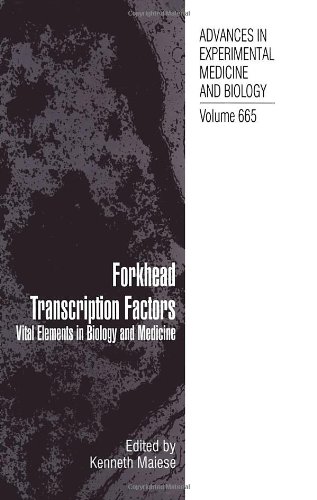 ADVANCES IN
EXPERIMENTAL
MEDICINE
AND BIOLOGY
Volume 665
Forkhead
Transcription Factors
Vital Elements in Biology and Medicine
Edited by
Kenneth Maiese